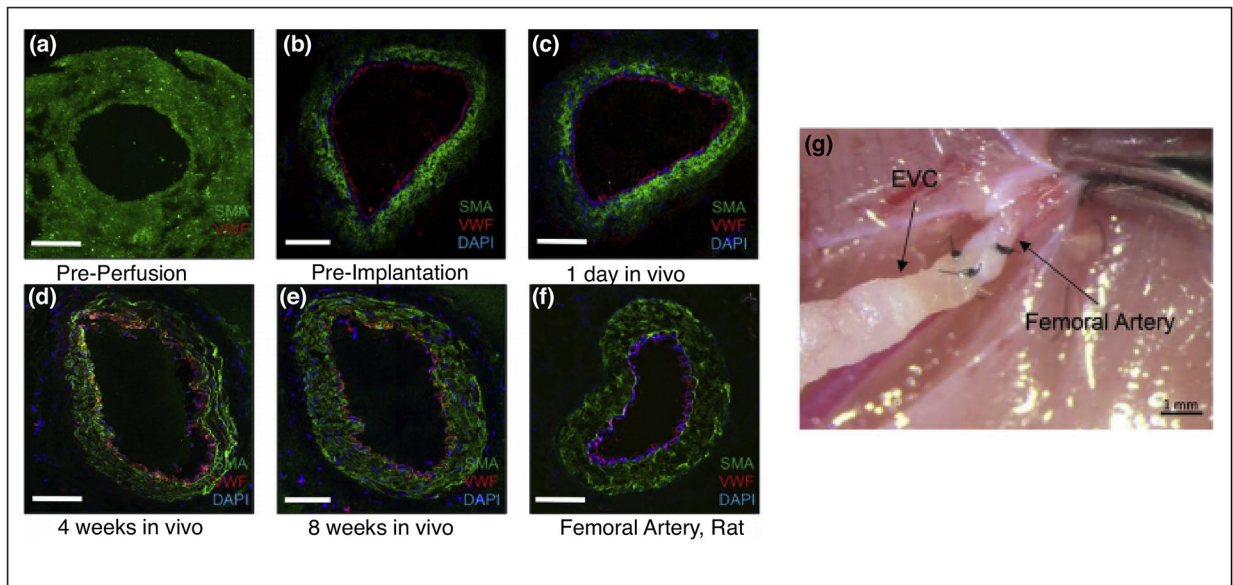 (a)
SMA
VWF
Pre-Perfusion
(b)
SMA
VWF
DAPI
Pre-Implantation
(c)
SMA
VWF
DAPI
1 day in vivo
(d)
SMA
VWF
DAPI
4 weeks in vivo
(e)
SMA
VWF
DAPI
8 weeks in vivo
(f)
SMA
VWF
DAPI
Femoral Artery, Rat
(g)
EVC
Femoral Artery
1 mm